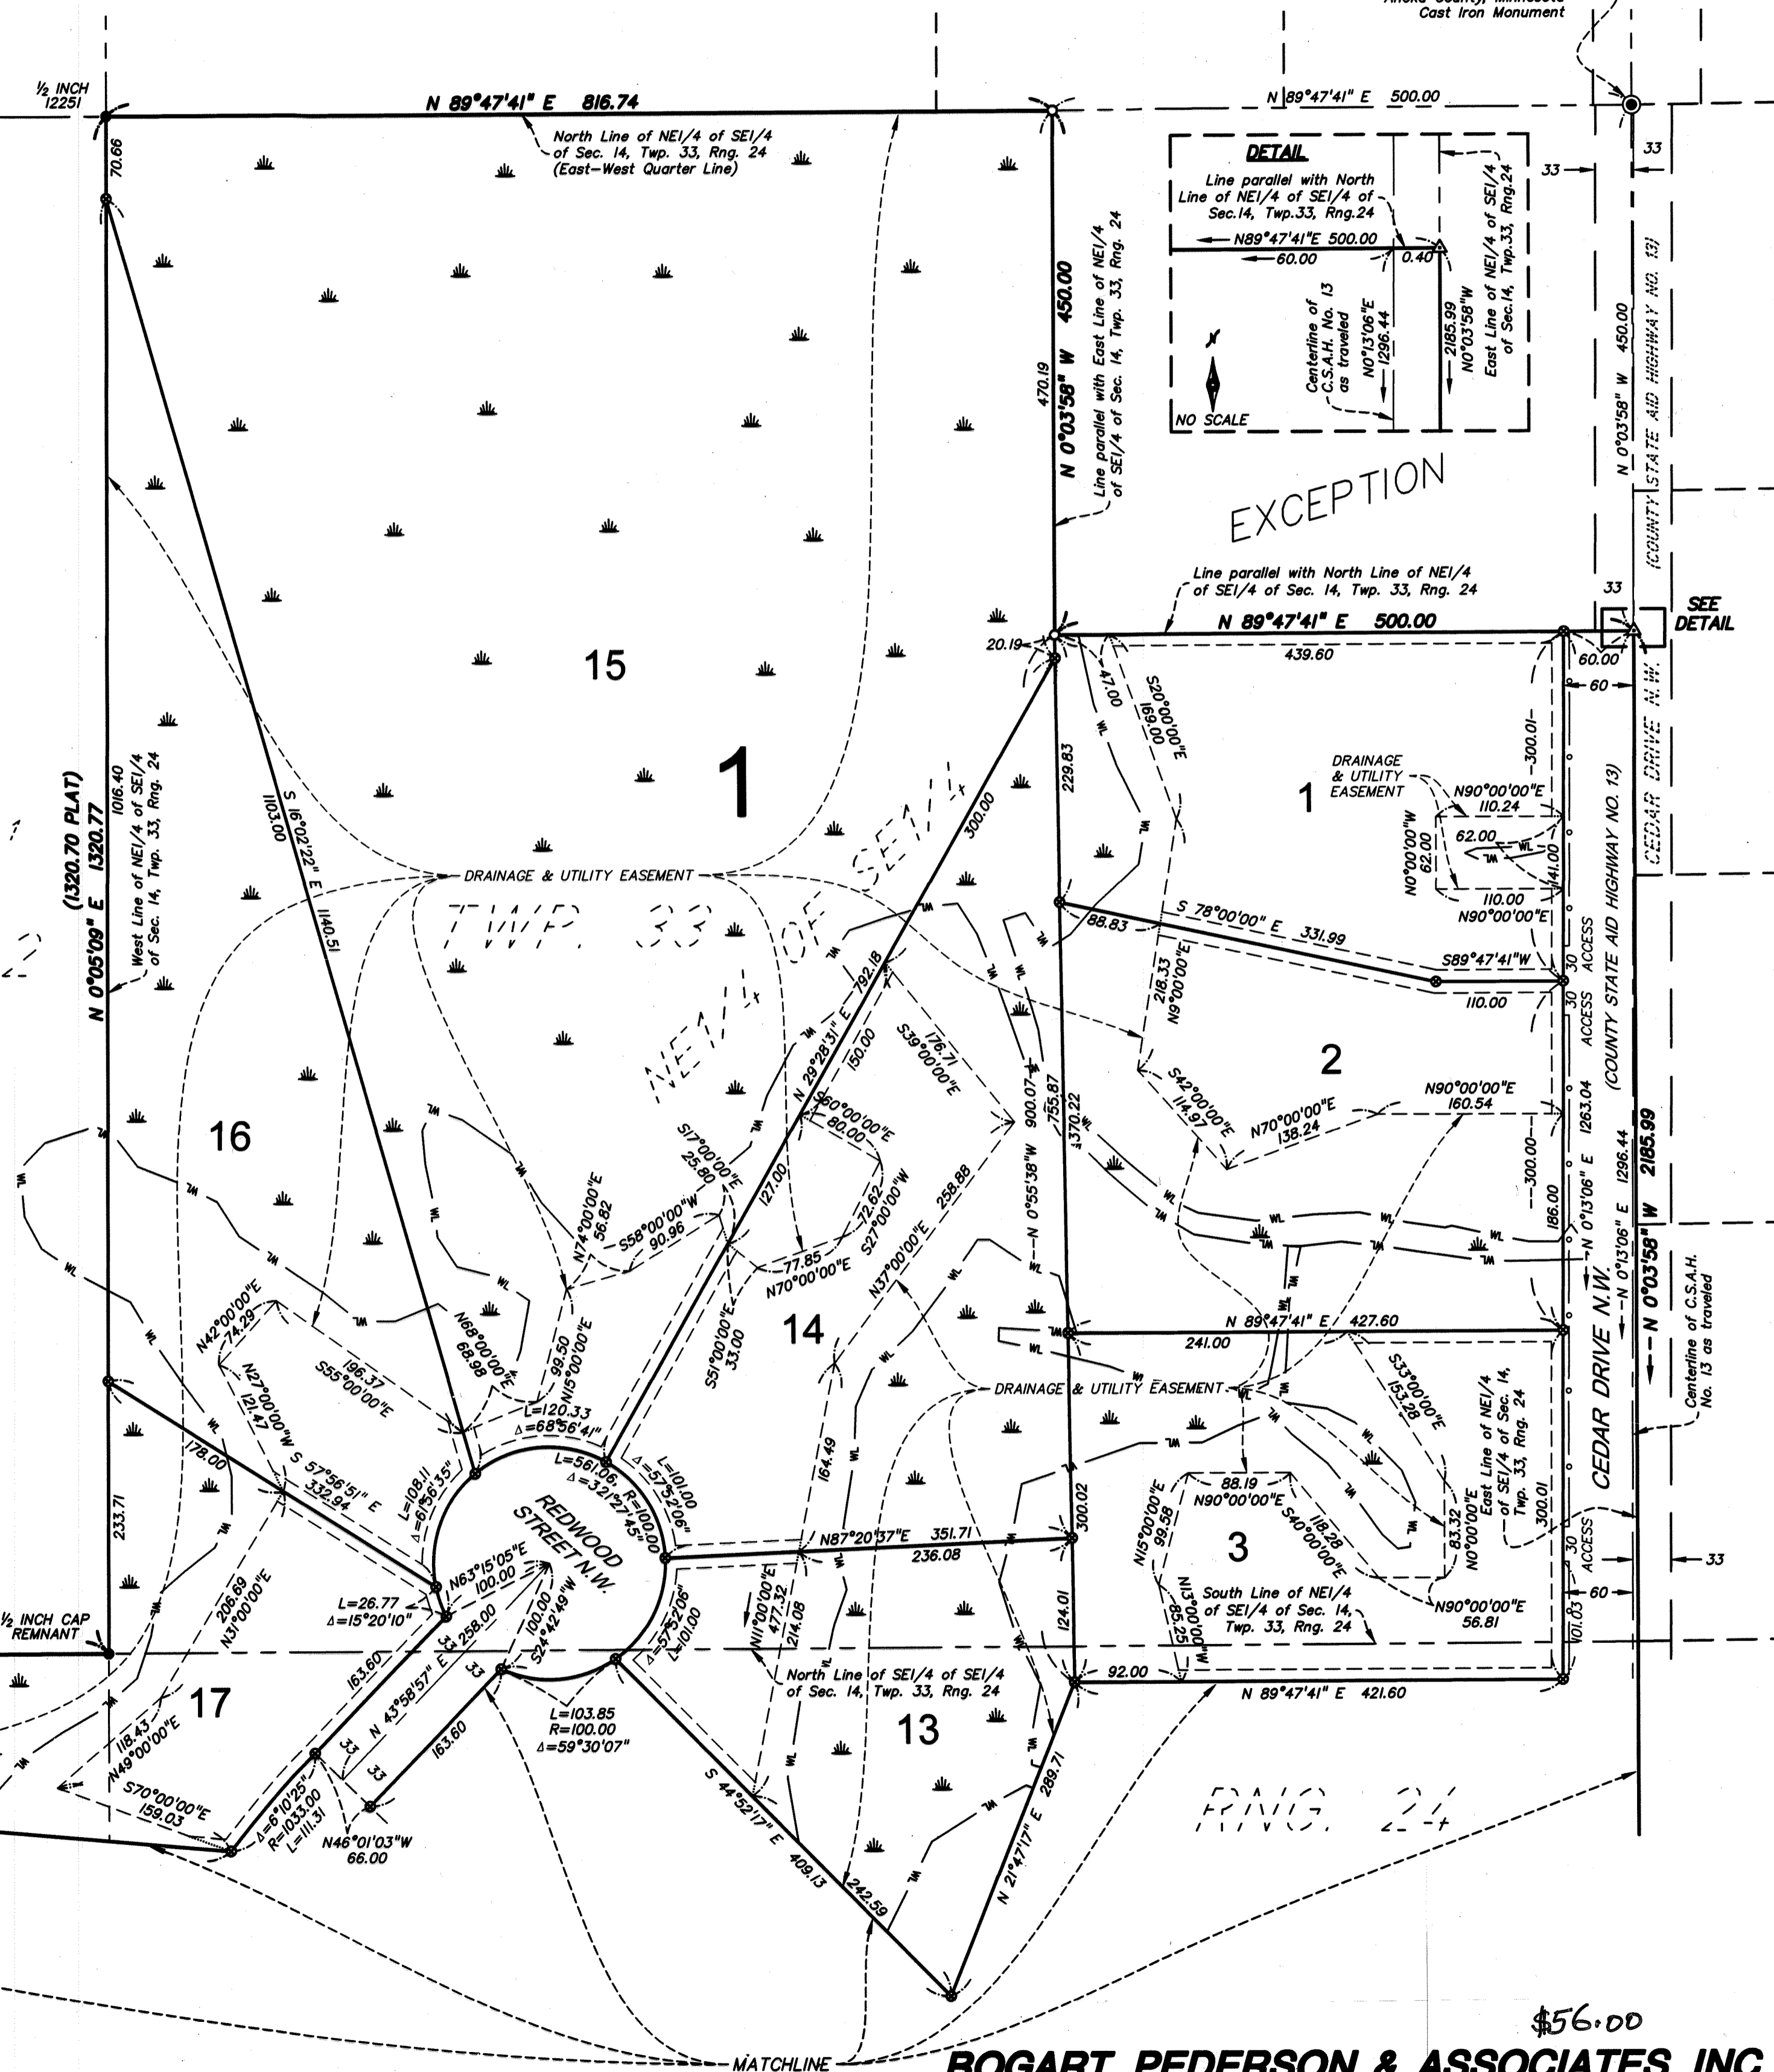 Cast Iron Monument
1/2 INCH
12251
N 89°47'41" E 816.74
N 89°47'41" E 500.00
North Line of NE1/4 of SE1/4
of Sec. 14, Twp. 33, Rng. 24
(East-West Quarter Line)
70.66
33
33
DETAIL
Line parallel with North
Line of NE1/4 of SE1/4 of
Sec.14, Twp.33, Rng.24
N89°47'41"E 500.00
60.00
0.40
Centerline of
C.S.A.H. No. 13
as traveled
N0°13'06"E
1296.44
2185.99
N0°03'58"W
East Line of NE1/4 of SE1/4
of Sec.14, Twp.33, Rng.24
NO SCALE
N 0°03'58" W 450.00
470.19
Line parallel with East Line of NE1/4
of SE1/4 of Sec. 14, Twp. 33, Rng. 24
N 0°03'58" W 450.00
(COUNTY STATE AID HIGHWAY NO. 13)
EXCEPTION
Line parallel with North Line of NE1/4
of SE1/4 of Sec. 14, Twp. 33, Rng. 24
N 89°47'41" E 500.00
33
SEE
DETAIL
20.19
439.60
60.00
60
15
47.00
S20°00'00"E
169.00
300.01
CEDAR DRIVE N.W.
1
229.83
300.00
1
DRAINAGE
& UTILITY
EASEMENT
N90°00'00"E
110.24
62.00
N0°00'00"W
62.00
141.00
110.00
N90°00'00"E
(1320.70 PLAT)
N 0°05'09" E 1320.77
1016.40
West Line of NE1/4 of SE1/4
of Sec. 14, Twp. 33, Rng. 24
S 16°02'22" E 1140.51
1103.00
DRAINAGE & UTILITY EASEMENT
TWP. 33
NE1/4 OF SE1/4
2
88.83
S 78°00'00" E 331.99
S89°47'41"W
110.00
30
ACCESS
30
ACCESS
(COUNTY STATE AID HIGHWAY NO. 13)
218.33
N9°00'00"E
792.18
N 29°28'31" E
150.00
176.71
S39°00'00"E
900.07
N 0°55'38"W
755.87
370.22
2
S42°00'00"E
114.97
N70°00'00"E
138.24
N90°00'00"E
160.54
300.00
186.00
N 0°13'06" E 1263.04
N 0°13'06" E 1296.44
N 0°03'58" W 2185.99
16
S60°00'00"E
80.00
S17°00'00"E
25.80
127.00
72.62
S27°00'00"W
258.88
N37°00'00"E
N74°00'00"E
56.82
S58°00'00"W
90.96
77.85
N70°00'00"E
14
S51°00'00"E
33.00
N42°00'00"E
74.29
N27°00'00"W
121.47
196.37
S55°00'00"E
N68°00'00"E
68.98
99.50
N15°00'00"E
N 89°47'41" E 427.60
241.00
CEDAR DRIVE N.W.
Centerline of C.S.A.H.
No. 13 as traveled
DRAINAGE & UTILITY EASEMENT
S33°00'00"E
153.28
East Line of NE1/4
of SE1/4 of Sec. 14,
Twp. 33, Rng. 24
178.00
S 57°56'51" E
332.94
L=120.33
Δ=68°56'41"
L=108.11
Δ=61°56'35"
L=561.06, R=100.00
Δ=321°27'45"
L=101.00
Δ=57°52'06"
164.49
REDWOOD
STREET N.W.
N87°20'37"E 351.71
236.08
300.02
88.19
N90°00'00"E
N15°00'00"E
99.58
118.28
S40°00'00"E
83.32
N0°00'00"E
300.01
30
ACCESS
33
60
3
233.71
N63°15'05"E
100.00
L=26.77
Δ=15°20'10"
100.00
S24°42'49"W
Δ=57°52'06"
L=101.00
N11°00'00"E
477.32
214.08
124.01
N13°00'00"W
85.25
South Line of NE1/4
of SE1/4 of Sec. 14,
Twp. 33, Rng. 24
N90°00'00"E
56.81
101.03
1/2 INCH CAP
REMNANT
206.69
N31°00'00"E
33
163.60
N 43°58'57" E 258.00
33
North Line of SE1/4 of SE1/4
of Sec. 14, Twp. 33, Rng. 24
92.00
N 89°47'41" E 421.60
17
13
L=103.85
R=100.00
Δ=59°30'07"
163.60
33
33
118.43
N49°00'00"E
S70°00'00"E
159.03
Δ=6°10'25"
R=1033.00
L=111.31
N46°01'03"W
66.00
S 44°52'17" E 409.13
242.59
N 21°47'17" E 289.71
RNG. 24
$56.00
MATCHLINE
BOGART, PEDERSON & ASSOCIATES, INC.